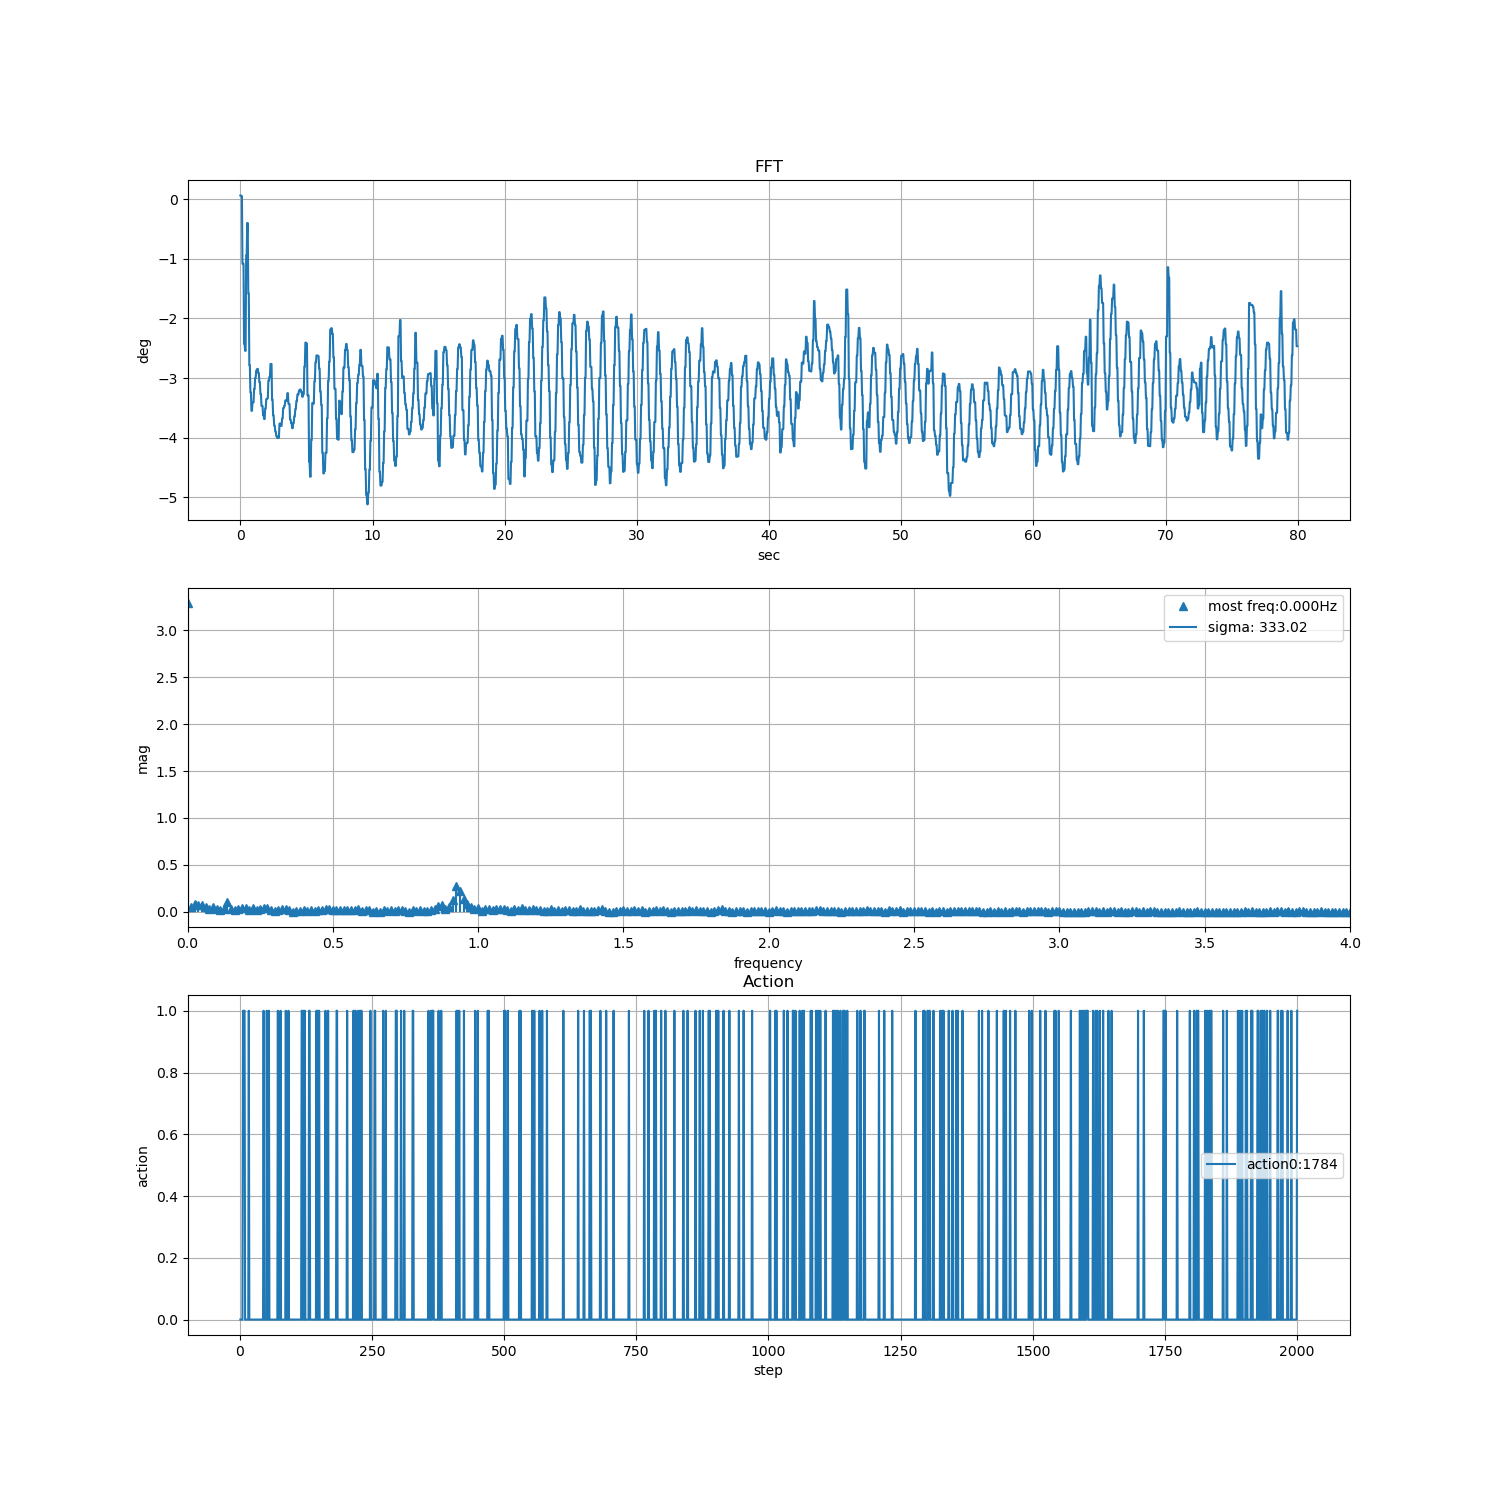 FFT
0
−1
−2
−3
−4
−5
deg
0 10 20 30 40 50 60 70 80
sec
most freq:0.000Hz
sigma: 333.02
3.0
2.5
2.0
1.5
1.0
0.5
0.0
mag
0.0 0.5 1.0 1.5 2.0 2.5 3.0 3.5 4.0
frequency
Action
1.0
0.8
0.6
0.4
0.2
0.0
action
action0:1784
0 250 500 750 1000 1250 1500 1750 2000
step